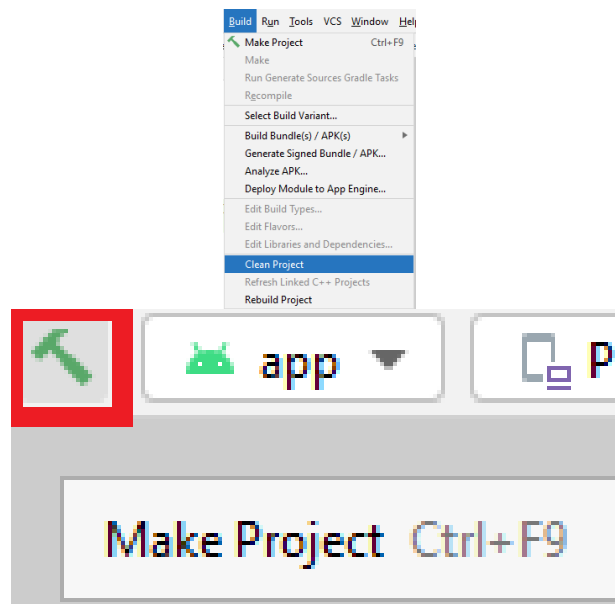 Build Run Tools VCS Window Help
Make Project Ctrl+F9
Make
Run Generate Sources Gradle Tasks
Recompile
Select Build Variant...
Build Bundle(s) / APK(s)
Generate Signed Bundle / APK...
Analyze APK...
Deploy Module to App Engine...
Edit Build Types...
Edit Flavors...
Edit Libraries and Dependencies...
Clean Project
Refresh Linked C++ Projects
Rebuild Project
app P
Make Project Ctrl+F9